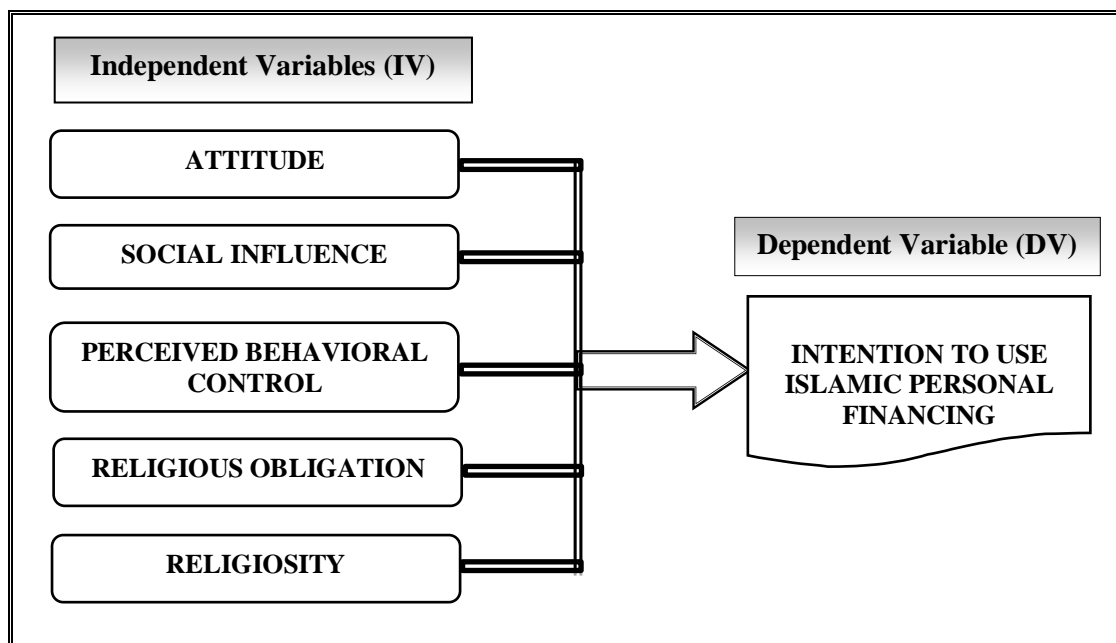 Independent Variables (IV)
ATTITUDE
SOCIAL INFLUENCE
PERCEIVED BEHAVIORAL
CONTROL
RELIGIOUS OBLIGATION
RELIGIOSITY
Dependent Variable (DV)
INTENTION TO USE
ISLAMIC PERSONAL
FINANCING